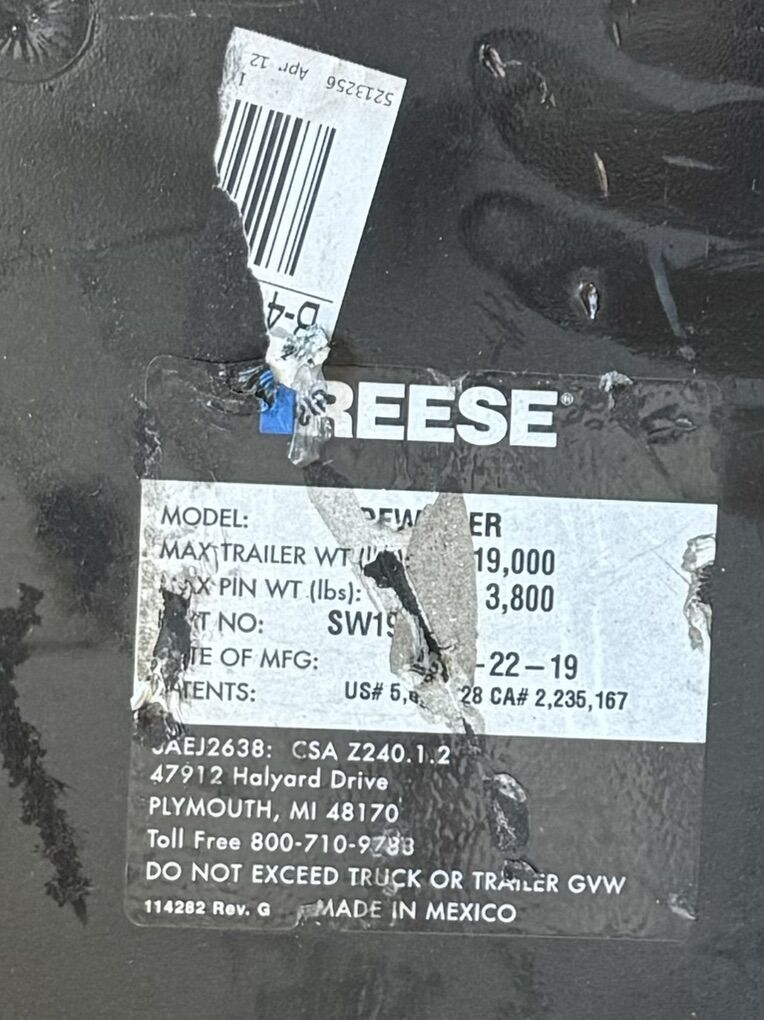 5213256 Apr 12
1
B-4
REESE®
MODEL:
MAX TRAILER WT 19,000
PIN WT (lbs): 3,800
NO: SW19
OF MFG: -22-19
US# 5, 28 CA# 2,235,167
SAEJ2638: CSA Z240.1.2
47912 Halyard Drive
PLYMOUTH, MI 48170
Toll Free 800-710-9783
DO NOT EXCEED TRUCK OR TRAILER GVW
114282 Rev. G MADE IN MEXICO